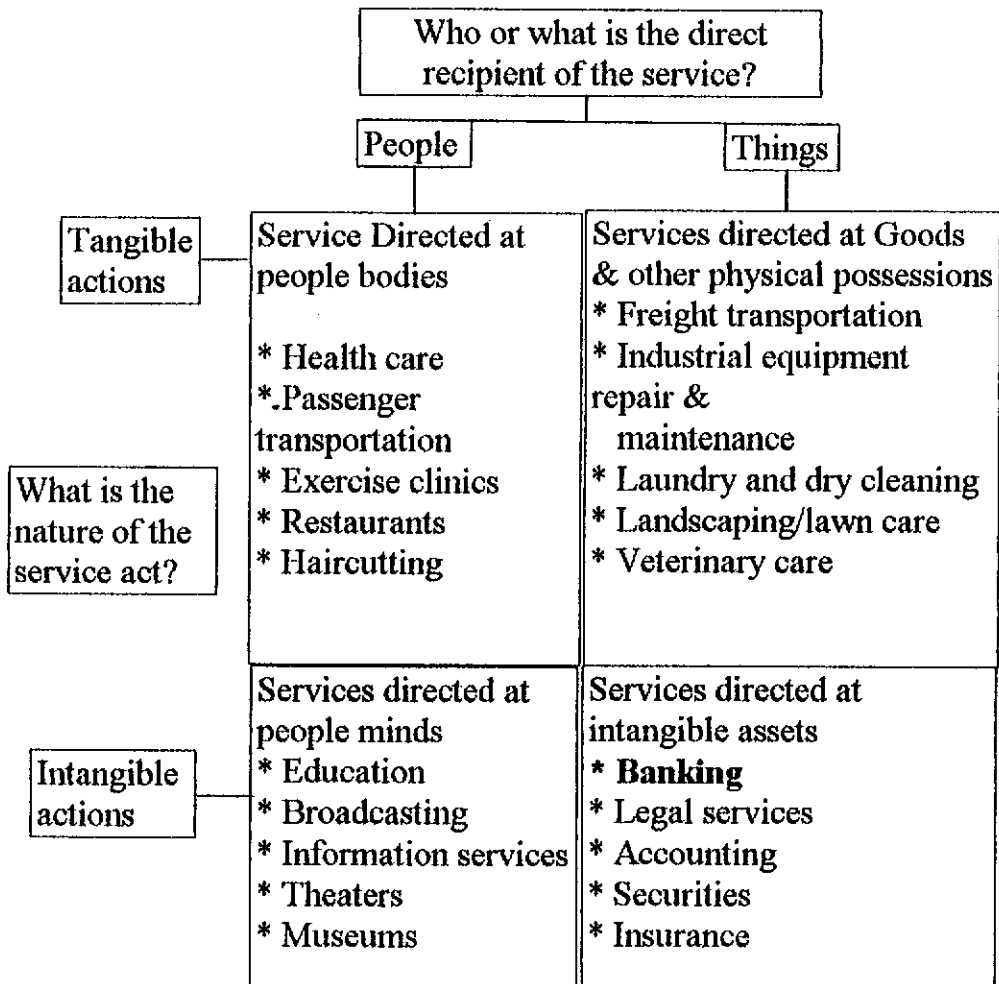 Who or what is the direct
recipient of the service?
People
Things
Tangible
actions
Service Directed at
people bodies
* Health care
*.Passenger
transportation
* Exercise clinics
* Restaurants
* Haircutting
Services directed at Goods
& other physical possessions
* Freight transportation
* Industrial equipment
repair &
maintenance
* Laundry and dry cleaning
* Landscaping/lawn care
* Veterinary care
What is the
nature of the
service act?
Intangible
actions
Services directed at
people minds
* Education
* Broadcasting
* Information services
* Theaters
* Museums
Services directed at
intangible assets
* Banking
* Legal services
* Accounting
* Securities
* Insurance